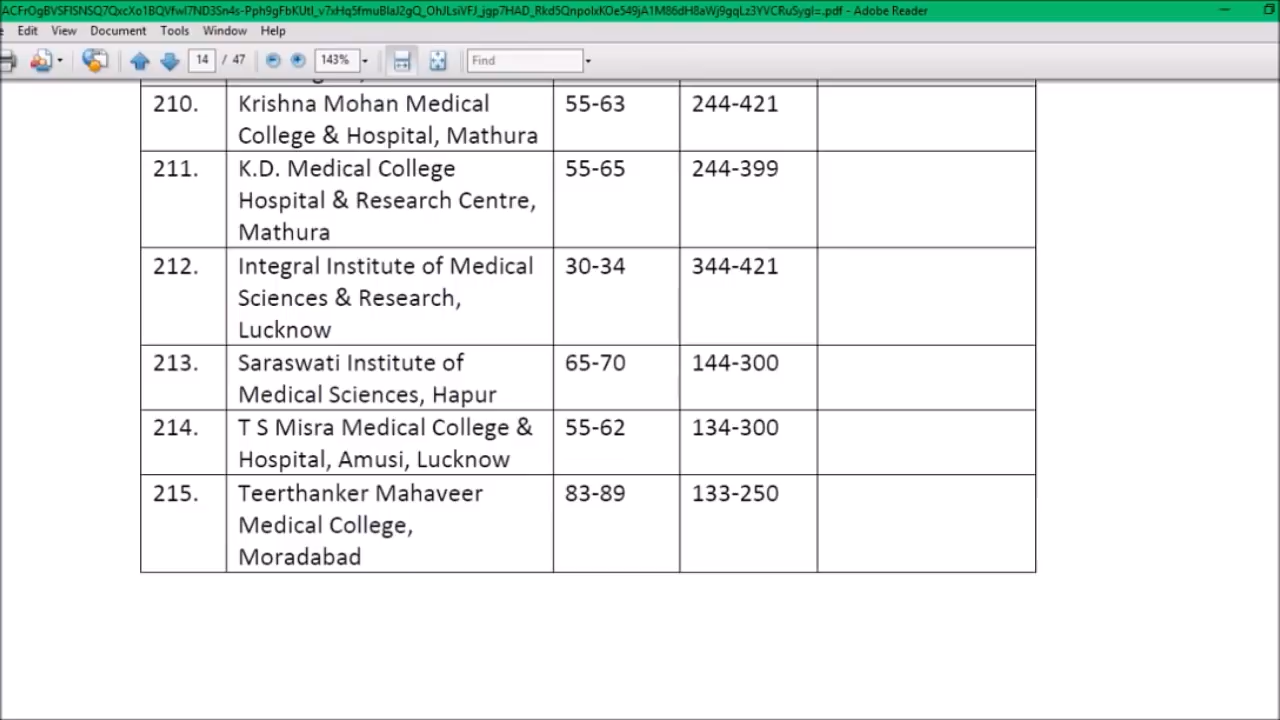 Edit View Document Tools Window Help
14 / 47 143% Find
210. Krishna Mohan Medical 55-63 244-421
College & Hospital, Mathura
211. K.D. Medical College 55-65 244-399
Hospital & Research Centre,
Mathura
212. Integral Institute of Medical 30-34 344-421
Sciences & Research,
Lucknow
213. Saraswati Institute of 65-70 144-300
Medical Sciences, Hapur
214. T S Misra Medical College & 55-62 134-300
Hospital, Amusi, Lucknow
215. Teerthanker Mahaveer 83-89 133-250
Medical College,
Moradabad